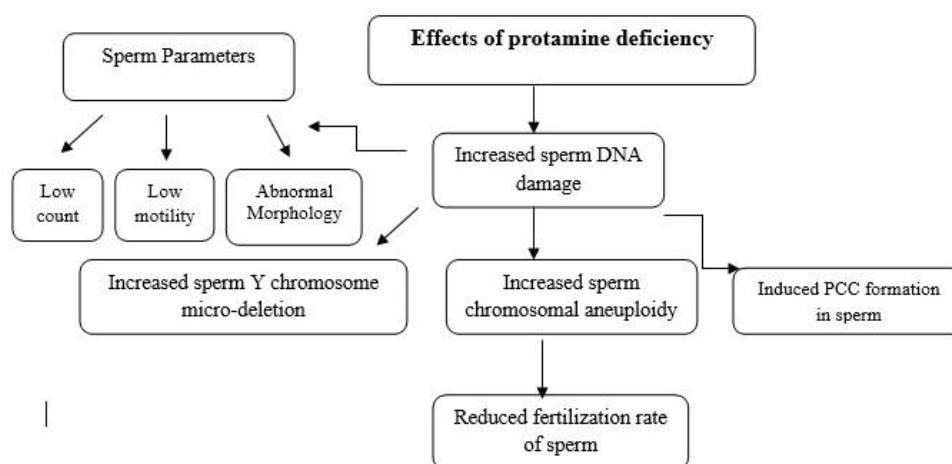 Effects of protamine deficiency
Sperm Parameters
Increased sperm DNA
damage
Low
count
Low
motility
Abnormal
Morphology
Increased sperm Y chromosome
micro-deletion
Increased sperm
chromosomal aneuploidy
Induced PCC formation
in sperm
Reduced fertilization rate
of sperm